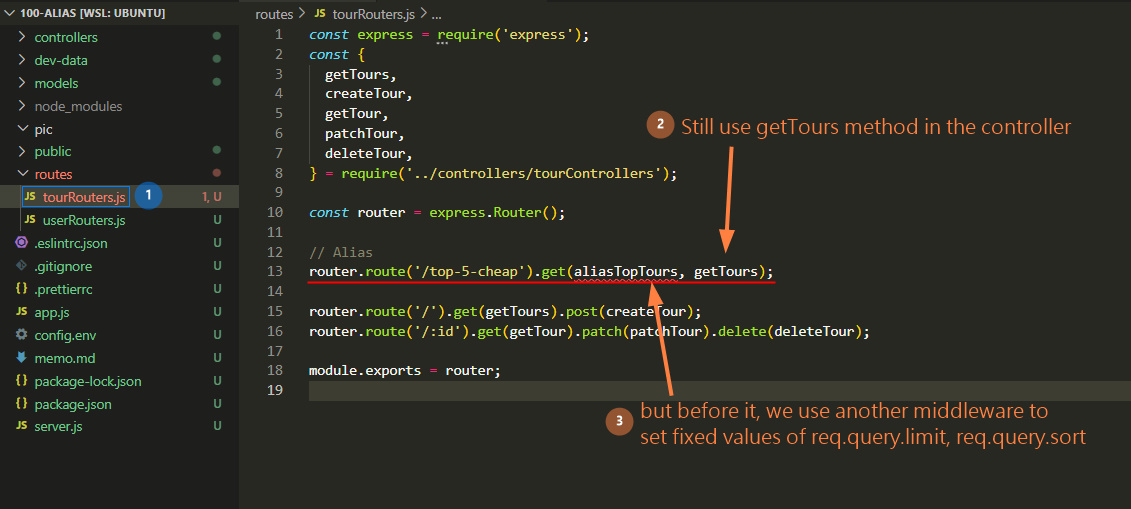 100-ALIAS [WSL: UBUNTU]
controllers
dev-data
models
node_modules
pic
public
routes
JS tourRouters.js 1 1, U
JS userRouters.js U
.eslintrc.json U
.gitignore U
{} .prettierrc U
JS app.js U
config.env U
memo.md U
{} package-lock.json U
{} package.json U
JS server.js U
routes > JS tourRouters.js > ...
1 const express = require('express');
2 const {
3 getTours,
4 createTour,
5 getTour,
6 patchTour,
7 deleteTour,
8 } = require('../controllers/tourControllers');
9
10 const router = express.Router();
11
12 // Alias
13 router.route('/top-5-cheap').get(aliasTopTours, getTours);
14
15 router.route('/').get(getTours).post(createTour);
16 router.route('/:id').get(getTour).patch(patchTour).delete(deleteTour);
17
18 module.exports = router;
19
2 Still use getTours method in the controller
3 but before it, we use another middleware to
set fixed values of req.query.limit, req.query.sort